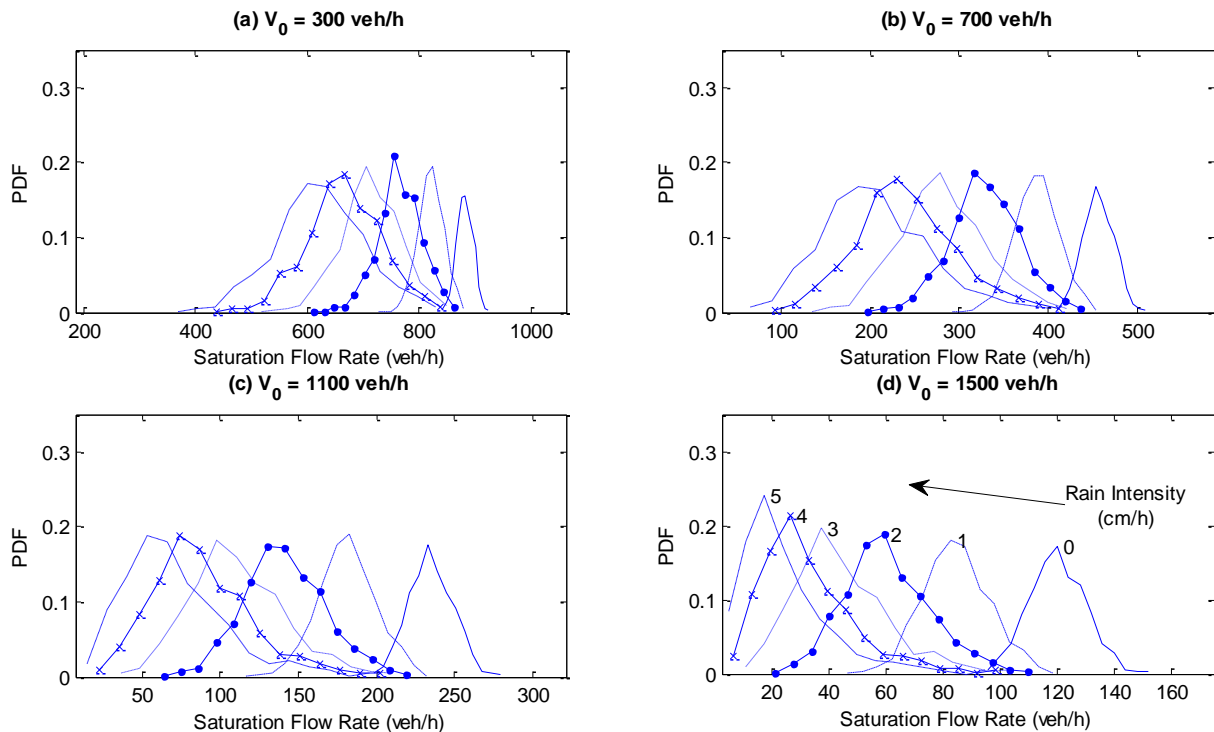 (a) V0 = 300 veh/h
(b) V0 = 700 veh/h
0.3
0.2
0.1
0
PDF
200 400 600 800 1000
Saturation Flow Rate (veh/h)
0.3
0.2
0.1
0
PDF
100 200 300 400 500
Saturation Flow Rate (veh/h)
(c) V0 = 1100 veh/h
(d) V0 = 1500 veh/h
0.3
0.2
0.1
0
PDF
50 100 150 200 250 300
Saturation Flow Rate (veh/h)
0.3
0.2
0.1
0
PDF
5 4 3 2 1 0
Rain Intensity
(cm/h)
20 40 60 80 100 120 140 160
Saturation Flow Rate (veh/h)